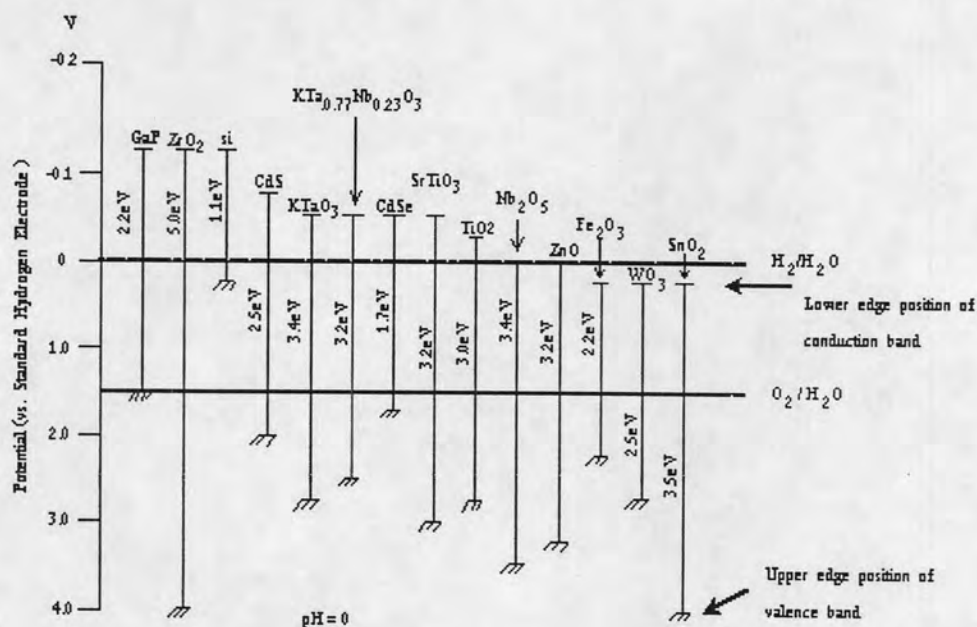 V
-0.2
KTa.0.77Nb0.23O3
GaP
ZrO2
si
-0.1
CdS
SrTiO3
KTaO3
CdSe
Nb2O5
TiO2
Fe2O3
ZnO
SnO2
0
H2/H2O
WO3
Lower edge position of
conduction band
2.2eV
5.0eV
1.1eV
2.5eV
3.4eV
3.2eV
1.7eV
3.2eV
3.0eV
3.4eV
3.2eV
2.2eV
2.5eV
3.5eV
1.0
O2/H2O
2.0
3.0
4.0
Upper edge position of
valence band
pH = 0
Potential (vs. Standard Hydrogen Electrode)